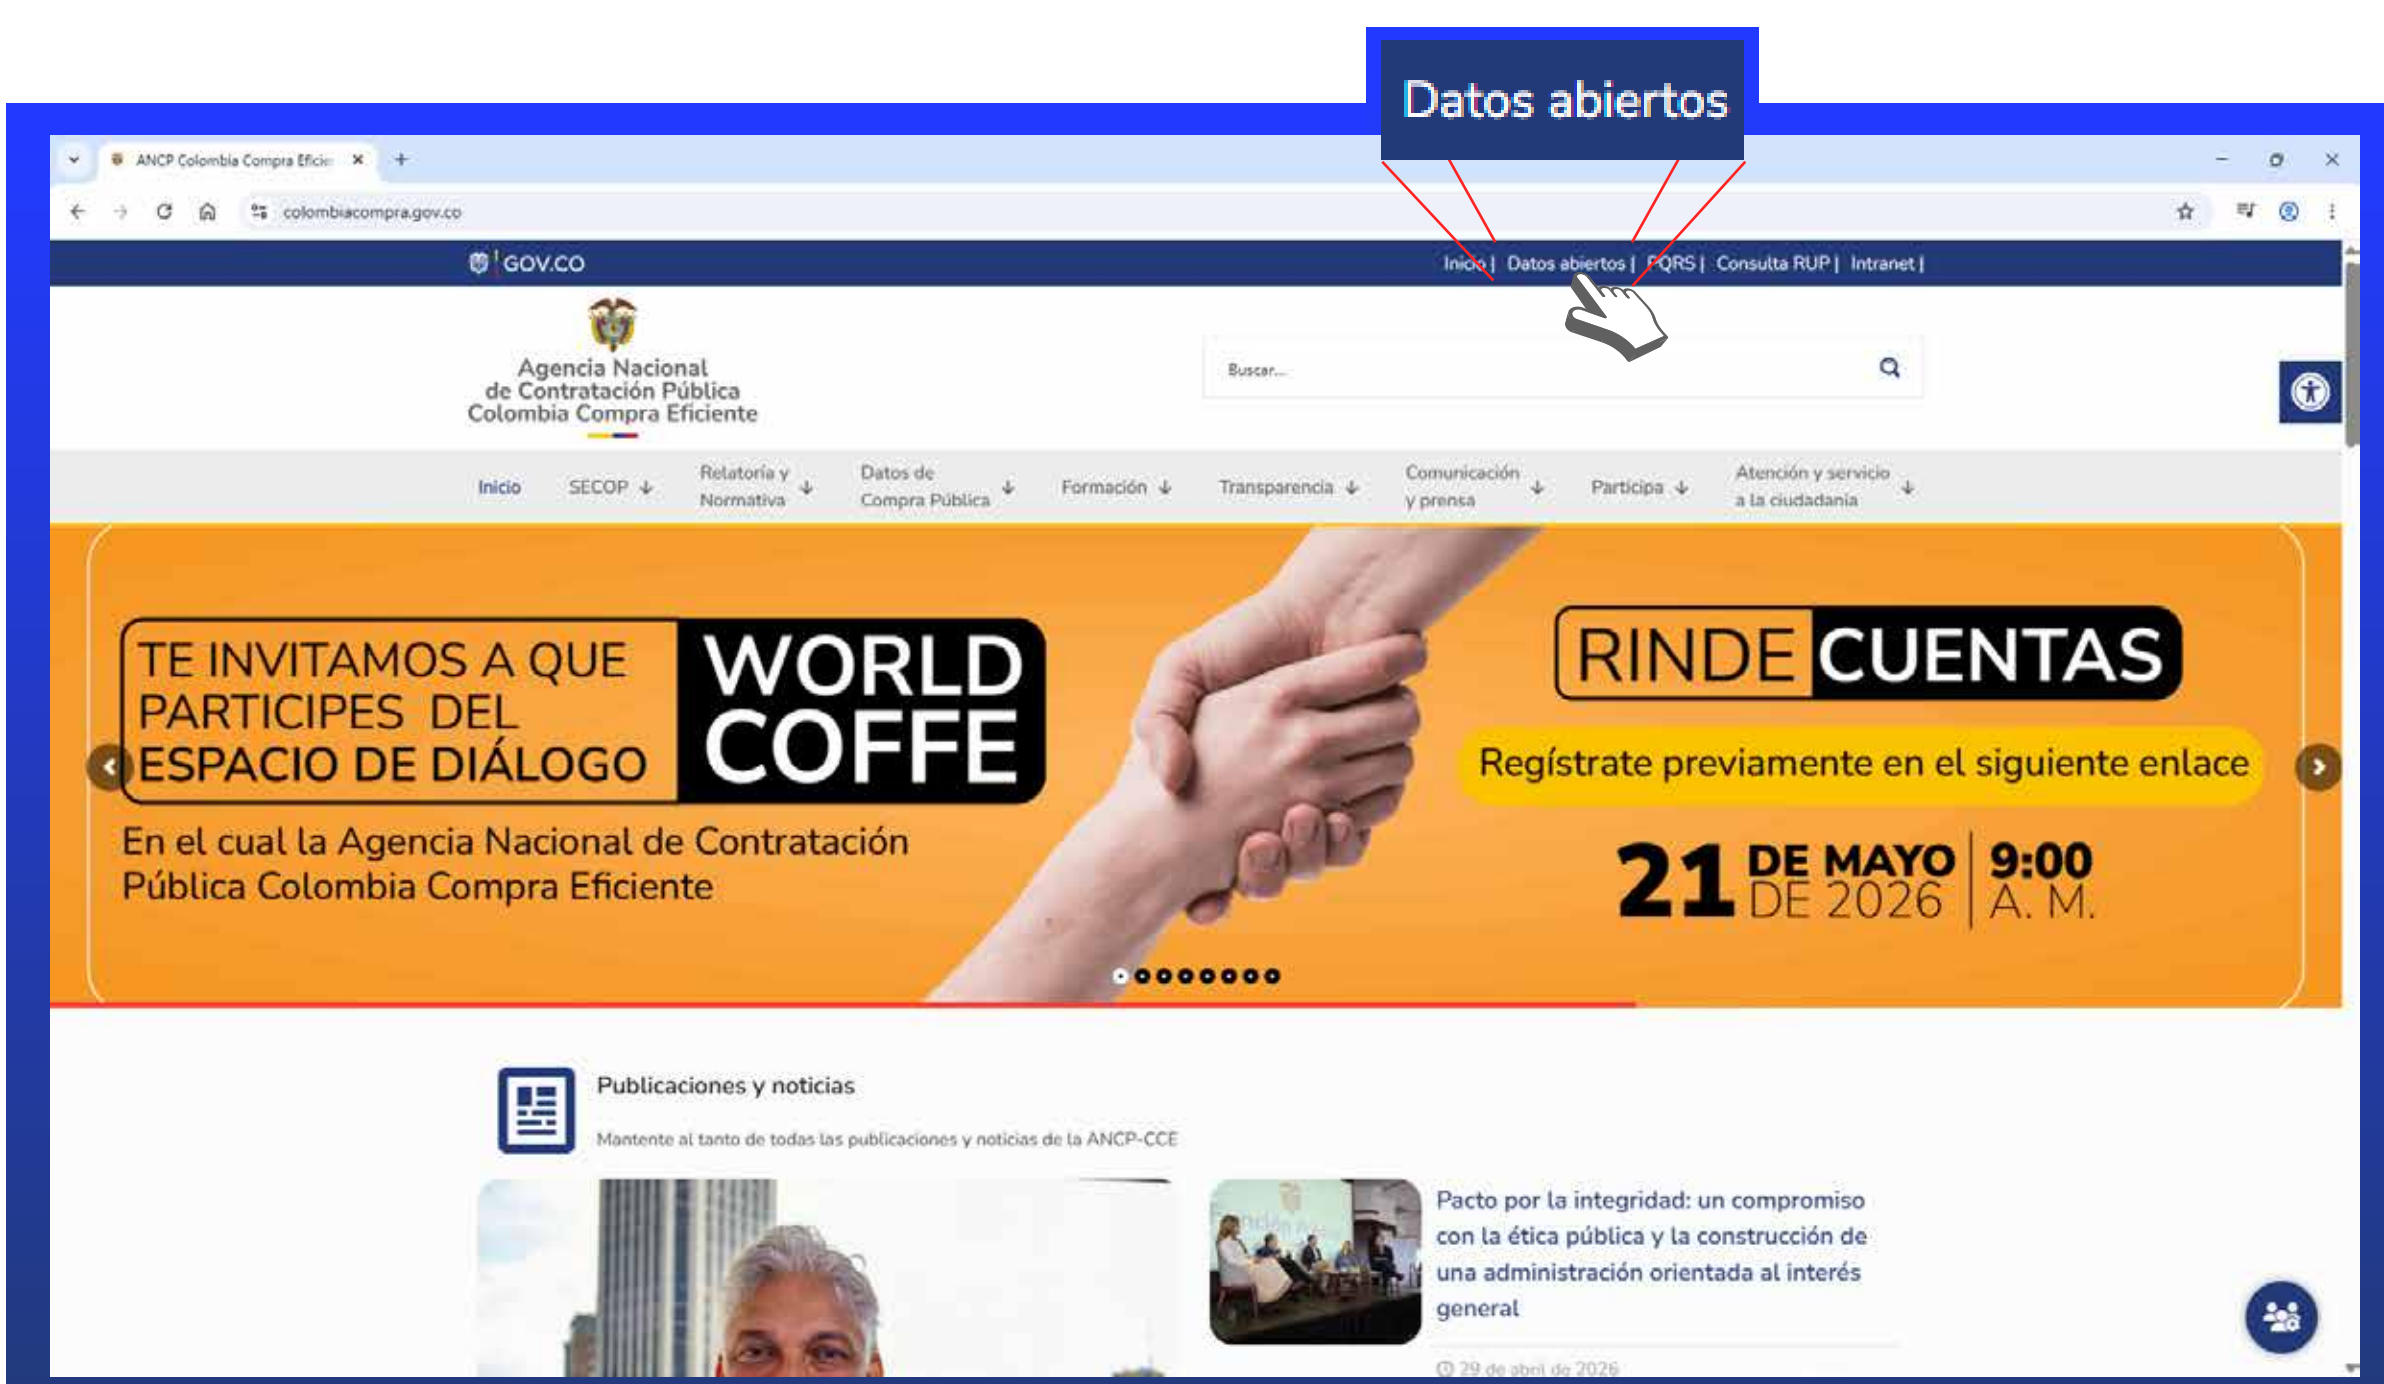 Datos abiertos
ANCP Colombia Compra Eficie
colombiacompra.gov.co
GOV.CO
Inicio | Datos abiertos | PQRS | Consulta RUP | Intranet |
Agencia Nacional
de Contratación Pública
Colombia Compra Eficiente
Buscar...
Inicio
SECOP
Relatoría y
Normativa
Datos de
Compra Pública
Formación
Transparencia
Comunicación
y prensa
Participa
Atención y servicio
a la ciudadanía
TE INVITAMOS A QUE
PARTICIPES DEL
ESPACIO DE DIÁLOGO
WORLD
COFFE
En el cual la Agencia Nacional de Contratación
Pública Colombia Compra Eficiente
RINDE CUENTAS
Regístrate previamente en el siguiente enlace
21 DE MAYO
DE 2026
9:00
A. M.
Publicaciones y noticias
Mantente al tanto de todas las publicaciones y noticias de la ANCP-CCE
Pacto por la integridad: un compromiso
con la ética pública y la construcción de
una administración orientada al interés
general
29 de abril de 2026